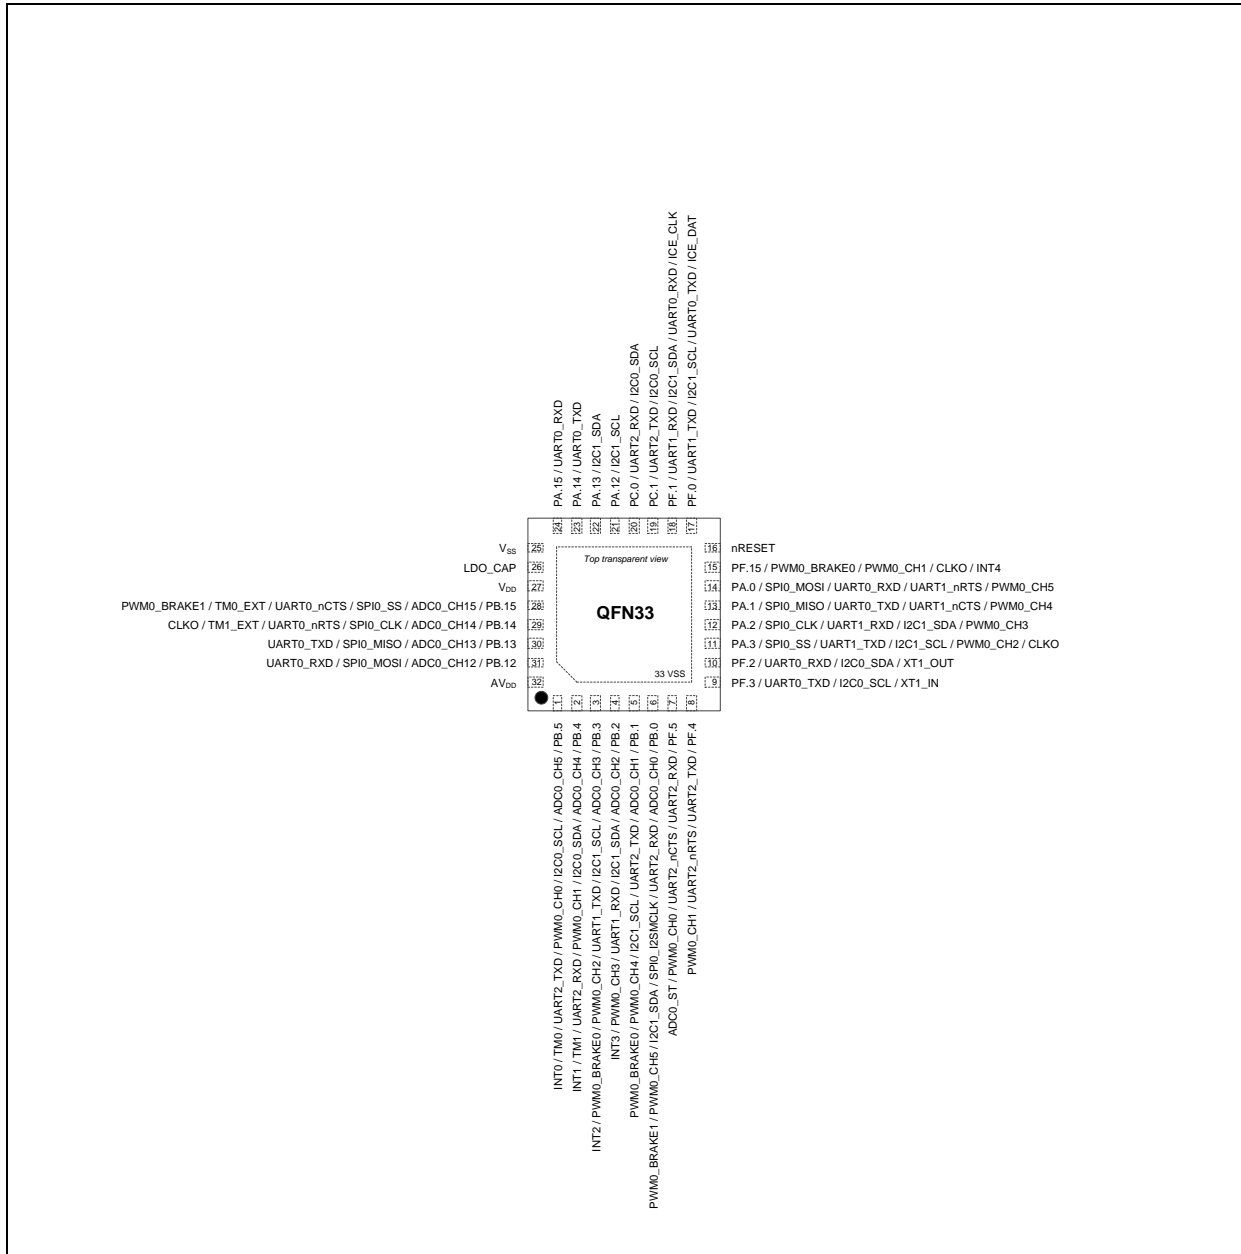 PA.15 / UART0_RXD
PA.14 / UART0_TXD
PA.13 / I2C1_SDA
PA.12 / I2C1_SCL
PC.0 / UART2_RXD / I2C0_SDA
PC.1 / UART2_TXD / I2C0_SCL
PF.1 / UART1_RXD / I2C1_SDA / UART0_RXD / ICE_CLK
PF.0 / UART1_TXD / I2C1_SCL / UART0_TXD / ICE_DAT
24 23 22 21 20 19 18 17
VSS 25
LDO_CAP 26
VDD 27
PWM0_BRAKE1 / TM0_EXT / UART0_nCTS / SPI0_SS / ADC0_CH15 / PB.15 28
CLKO / TM1_EXT / UART0_nRTS / SPI0_CLK / ADC0_CH14 / PB.14 29
UART0_TXD / SPI0_MISO / ADC0_CH13 / PB.13 30
UART0_RXD / SPI0_MOSI / ADC0_CH12 / PB.12 31
AVDD 32
Top transparent view
QFN33
33 VSS
16 nRESET
15 PF.15 / PWM0_BRAKE0 / PWM0_CH1 / CLKO / INT4
14 PA.0 / SPI0_MOSI / UART0_RXD / UART1_nRTS / PWM0_CH5
13 PA.1 / SPI0_MISO / UART0_TXD / UART1_nCTS / PWM0_CH4
12 PA.2 / SPI0_CLK / UART1_RXD / I2C1_SDA / PWM0_CH3
11 PA.3 / SPI0_SS / UART1_TXD / I2C1_SCL / PWM0_CH2 / CLKO
10 PF.2 / UART0_RXD / I2C0_SDA / XT1_OUT
9 PF.3 / UART0_TXD / I2C0_SCL / XT1_IN
1 2 3 4 5 6 7 8
INT0 / TM0 / UART2_TXD / PWM0_CH0 / I2C0_SCL / ADC0_CH5 / PB.5
INT1 / TM1 / UART2_RXD / PWM0_CH1 / I2C0_SDA / ADC0_CH4 / PB.4
INT2 / PWM0_BRAKE0 / PWM0_CH2 / UART1_TXD / I2C1_SCL / ADC0_CH3 / PB.3
INT3 / PWM0_CH3 / UART1_RXD / I2C1_SDA / ADC0_CH2 / PB.2
PWM0_BRAKE0 / PWM0_CH4 / I2C1_SCL / UART2_TXD / ADC0_CH1 / PB.1
PWM0_BRAKE1 / PWM0_CH5 / I2C1_SDA / SPI0_I2SMCLK / UART2_RXD / ADC0_CH0 / PB.0
ADC0_ST / PWM0_CH0 / UART2_nCTS / UART2_RXD / PF.5
PWM0_CH1 / UART2_nRTS / UART2_TXD / PF.4